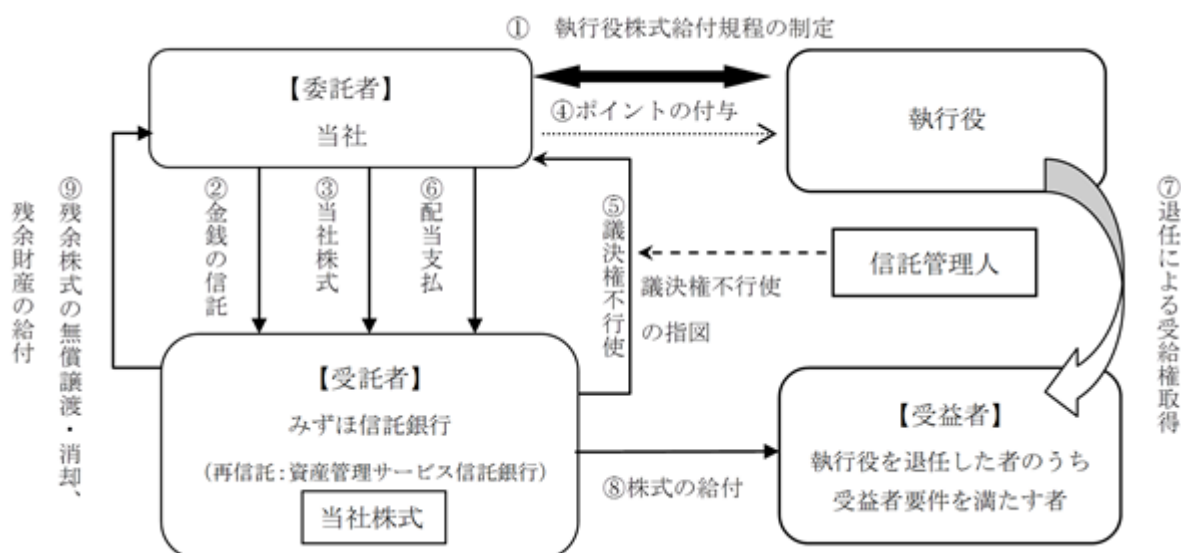 ① 執行役株式給付規程の制定
【委託者】
当社
④ポイントの付与
執行役
②金銭の信託
③当社株式
⑥配当支払
⑤議決権不行使
議決権不行使
の指図
信託管理人
⑦退任による受給権取得
⑨残余株式の無償譲渡・消却、
残余財産の給付
【受託者】
みずほ信託銀行
(再信託:資産管理サービス信託銀行)
当社株式
⑧株式の給付
【受益者】
執行役を退任した者のうち
受益者要件を満たす者